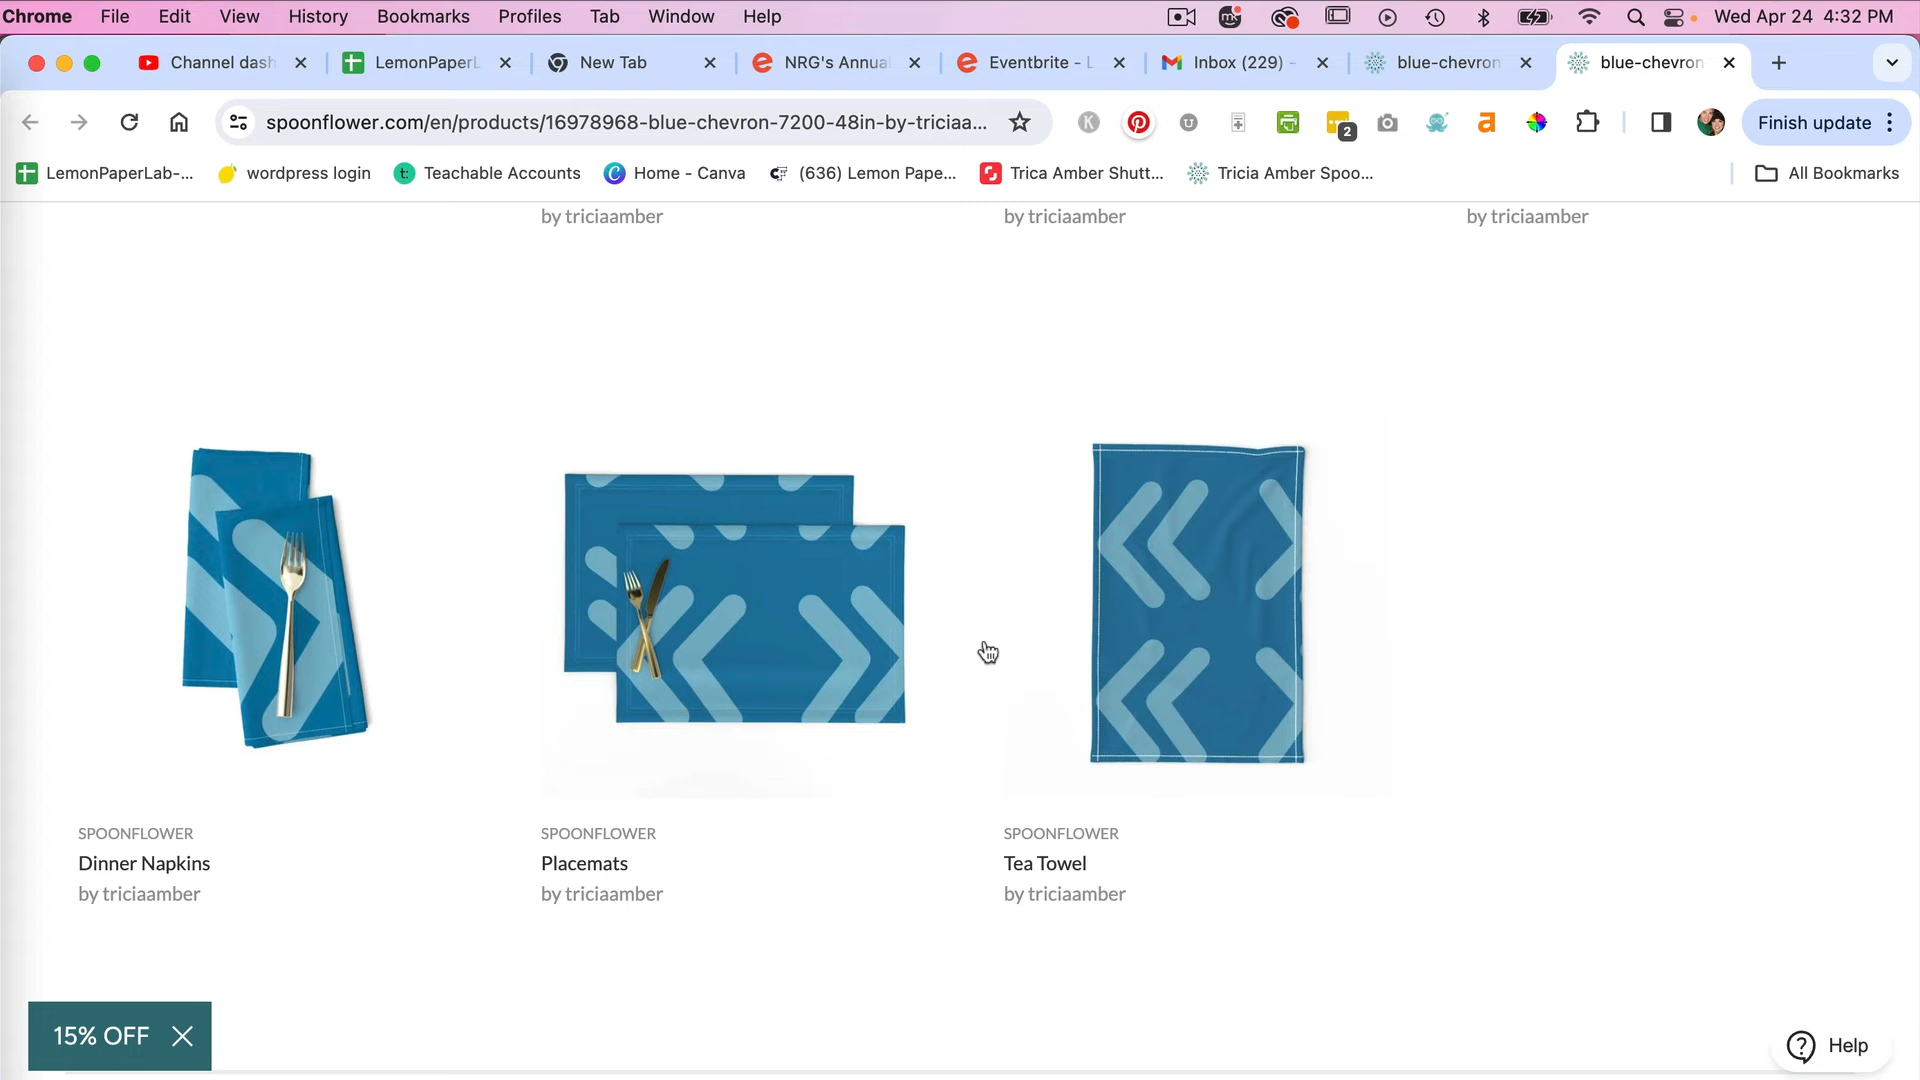 Chrome File Edit View History Bookmarks Profiles Tab Window Help Wed Apr 24 4:32 PM
Channel dash LemonPaperL New Tab NRG's Annua Eventbrite - L Inbox (229) - blue-chevron blue-chevron
spoonflower.com/en/products/16978968-blue-chevron-7200-48in-by-triciaa... 2 Finish update
LemonPaperLab-... wordpress login Teachable Accounts Home - Canva (636) Lemon Pape... Trica Amber Shutt... Tricia Amber Spoo... All Bookmarks
by triciaamber by triciaamber by triciaamber
SPOONFLOWER SPOONFLOWER SPOONFLOWER
Dinner Napkins Placemats Tea Towel
by triciaamber by triciaamber by triciaamber
15% OFF
Help